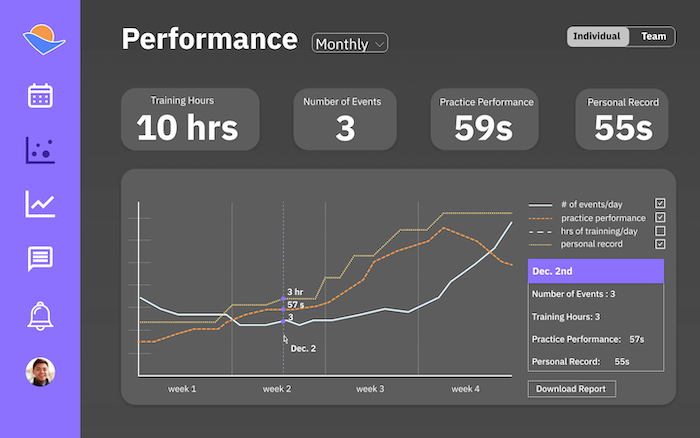 Performance
Monthly
Individual
Team
Training Hours
10 hrs
Number of Events
3
Practice Performance
59s
Personal Record
55s
# of events/day
practice performance
hrs of trainning/day
personal record
3 hr
57 s
3
Dec. 2
week 1
week 2
week 3
week 4
Dec. 2nd
Number of Events : 3
Training Hours: 3
Practice Performance: 57s
Personal Record: 55s
Download Report